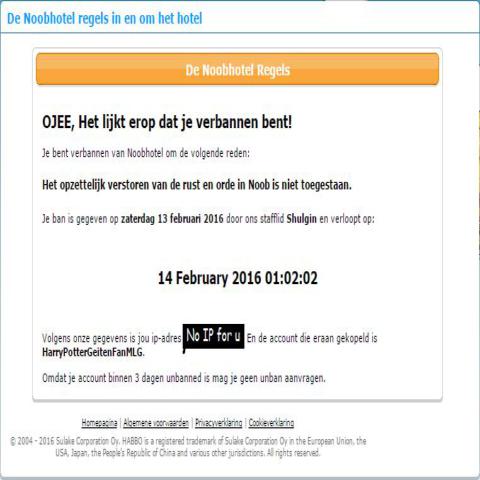 De Noobhotel regels in en om het hotel
De Noobhotel Regels
OJEE, Het lijkt erop dat je verbannen bent!
Je bent verbannen van Noobhotel om de volgende reden:
Het opzettelijk verstoren van de rust en orde in Noob is niet toegestaan.
Je ban is gegeven op zaterdag 13 februari 2016 door ons stafflid Shulgin en verloopt op:
14 February 2016 01:02:02
Volgens onze gegevens is jou ip-adres No IP for u En de account die eraan gekopeld is
HarryPotterGeitenFanMLG.
Omdat je account binnen 3 dagen unbanned is mag je geen unban aanvragen.
Homepagina | Algemene voorwaarden | Privacyverklaring | Cookieverklaring
© 2004 - 2016 Sulake Corporation Oy. HABBO is a registered trademark of Sulake Corporation Oy in the European Union, the
USA, Japan, the People's Republic of China and various other jurisdictions. All rights reserved.